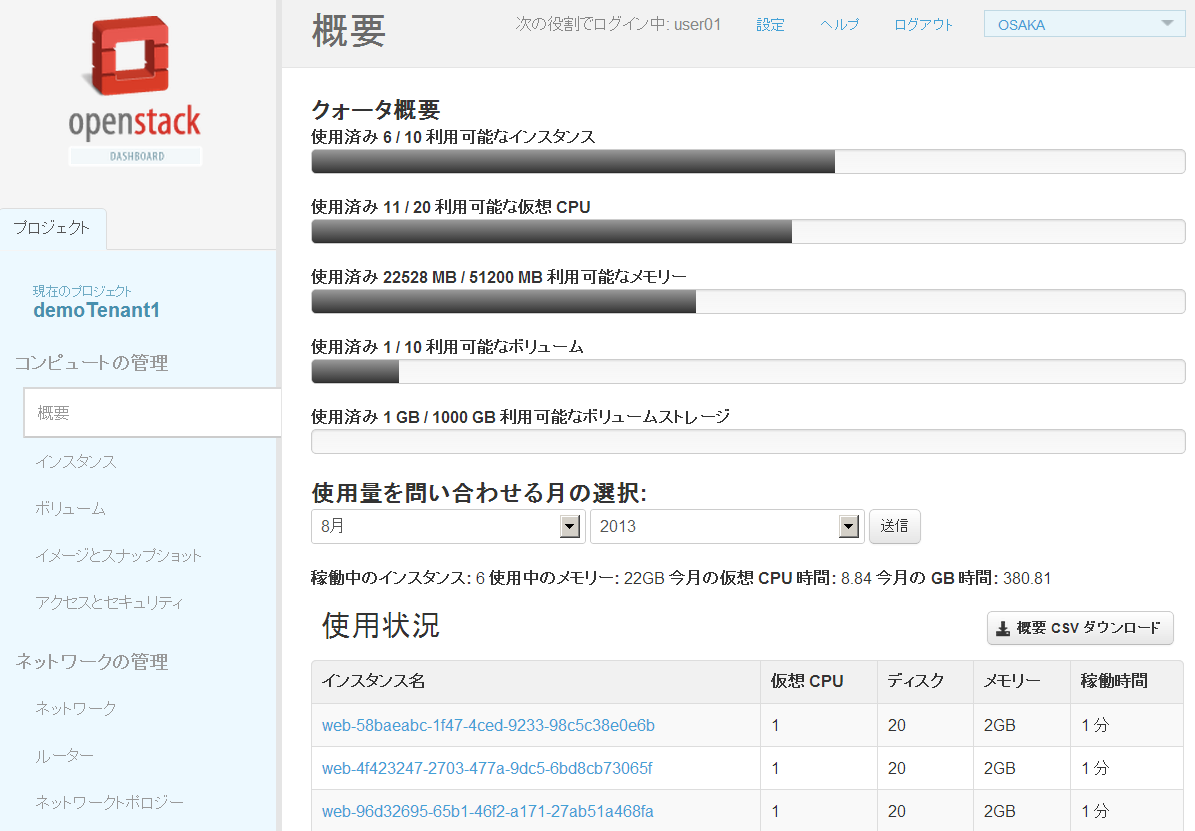 openstack
DASHBOARD
プロジェクト
現在のプロジェクト
demoTenant1
コンピュートの管理
概要
インスタンス
ボリューム
イメージとスナップショット
アクセスとセキュリティ
ネットワークの管理
ネットワーク
ルーター
ネットワークトポロジー
概要
次の役割でログイン中: user01 設定 ヘルプ ログアウト OSAKA
クォータ概要
使用済み 6 / 10 利用可能なインスタンス
使用済み 11 / 20 利用可能な仮想 CPU
使用済み 22528 MB / 51200 MB 利用可能なメモリー
使用済み 1 / 10 利用可能なボリューム
使用済み 1 GB / 1000 GB 利用可能なボリュームストレージ
使用量を問い合わせる月の選択:
8月 2013 送信
稼働中のインスタンス: 6 使用中のメモリー: 22GB 今月の仮想 CPU 時間: 8.84 今月の GB 時間: 380.81
使用状況
概要 CSV ダウンロード
インスタンス名 仮想 CPU ディスク メモリー 稼働時間
web-58baeabc-1f47-4ced-9233-98c5c38e0e6b 1 20 2GB 1 分
web-4f423247-2703-477a-9dc5-6bd8cb73065f 1 20 2GB 1 分
web-96d32695-65b1-46f2-a171-27ab51a468fa 1 20 2GB 1 分